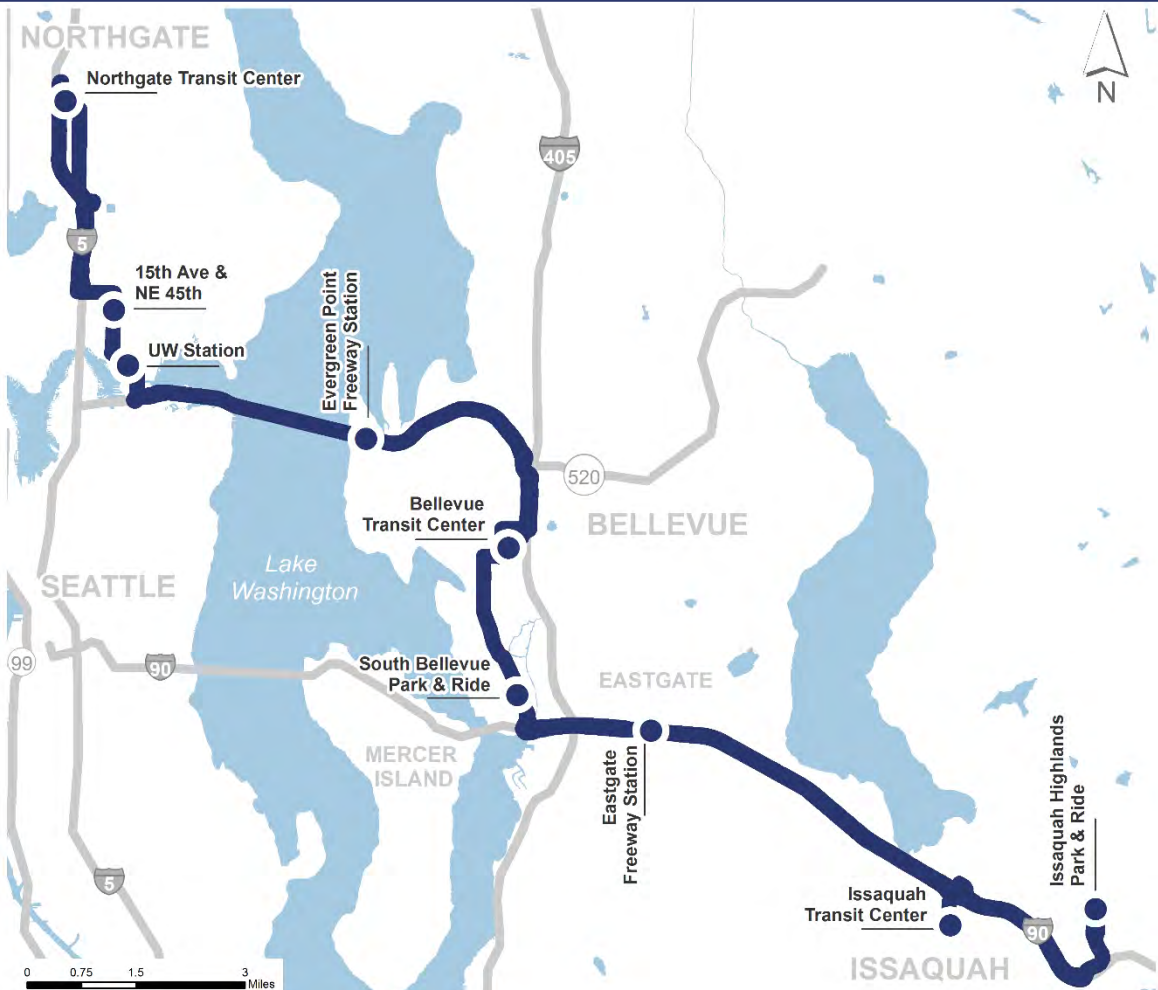 NORTHGATE
Northgate Transit Center
N
405
5
15th Ave &
NE 45th
UW Station
Evergreen Point
Freeway Station
520
Bellevue
Transit Center
BELLEVUE
Lake
Washington
SEATTLE
99
90
South Bellevue
Park & Ride
EASTGATE
MERCER
ISLAND
Eastgate
Freeway Station
Issaquah Highlands
Park & Ride
5
Issaquah
Transit Center
90
ISSAQUAH
0 0.75 1.5 3
Miles